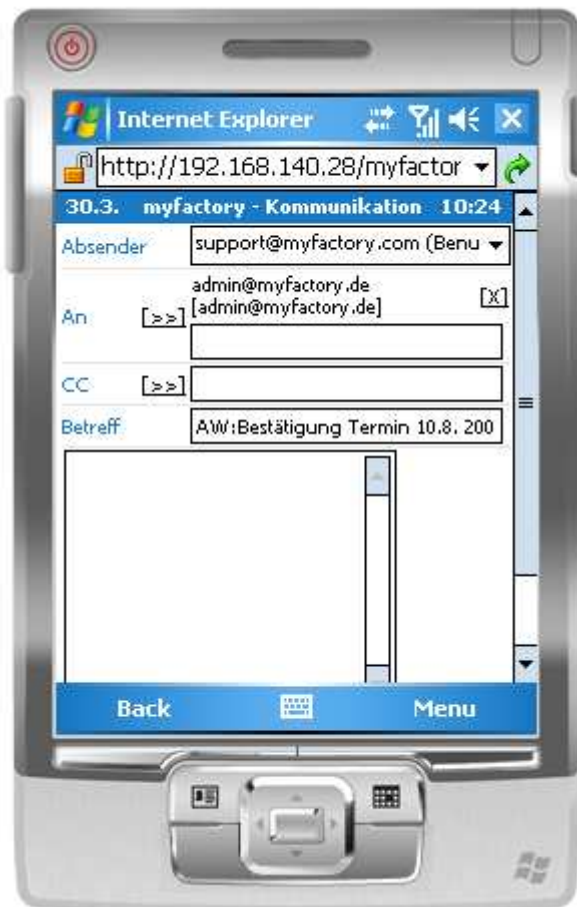 Internet Explorer
http://192.168.140.28/myfactor
30.3. myfactory - Kommunikation 10:24
Absender support@myfactory.com (Benu
admin@myfactory.de
An [>>] [admin@myfactory.de] [X]
CC [>>]
Betreff AW:Bestätigung Termin 10.8. 200
Back Menu